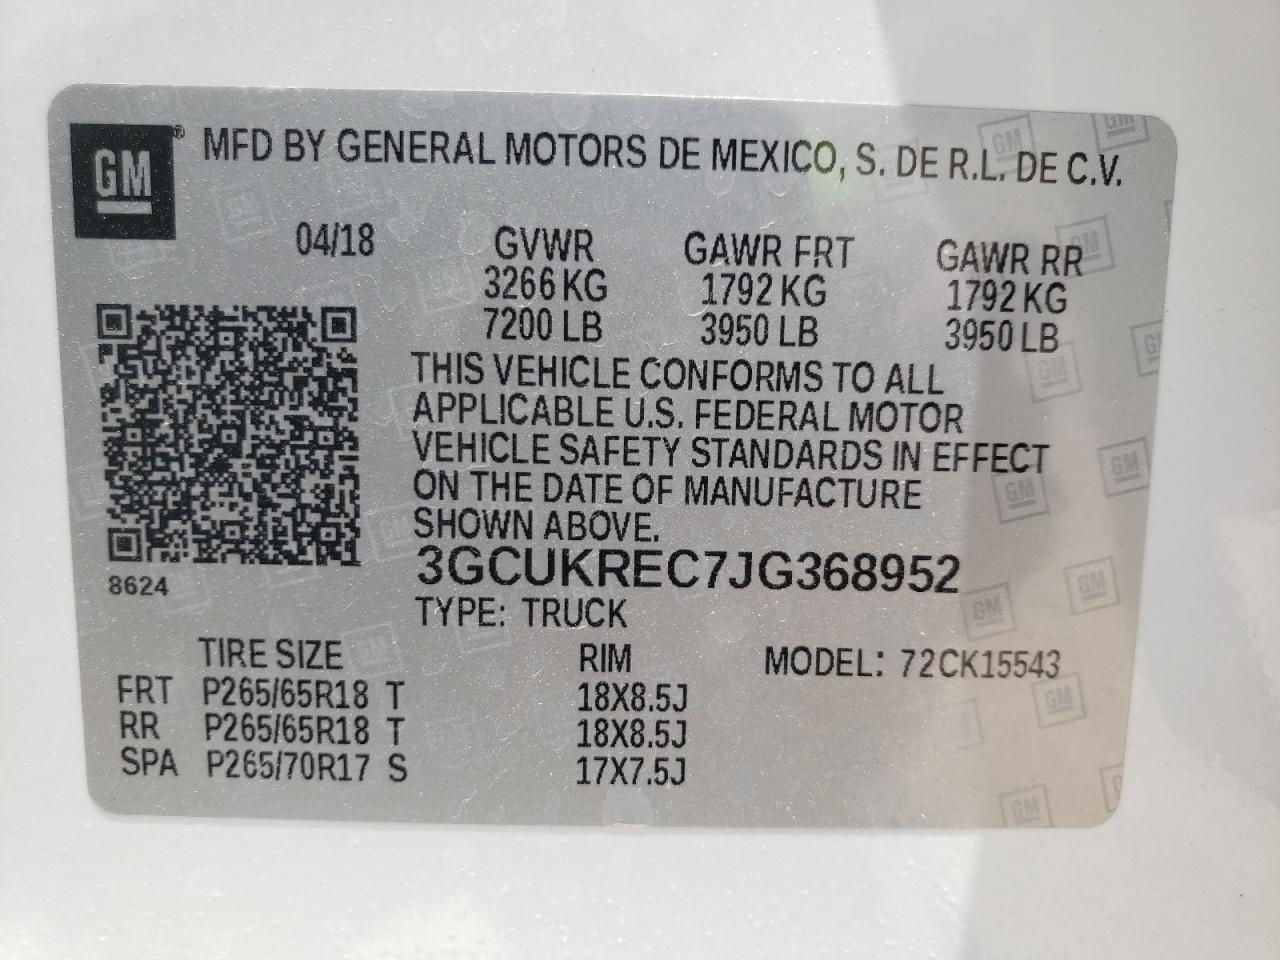 GM® MFD BY GENERAL MOTORS DE MEXICO, S. DE R.L. DE C.V.
04/18 GVWR GAWR FRT GAWR RR
3266 KG 1792 KG 1792 KG
7200 LB 3950 LB 3950 LB
THIS VEHICLE CONFORMS TO ALL
APPLICABLE U.S. FEDERAL MOTOR
VEHICLE SAFETY STANDARDS IN EFFECT
ON THE DATE OF MANUFACTURE
SHOWN ABOVE.
3GCUKREC7JG368952
8624
TYPE: TRUCK
TIRE SIZE RIM MODEL: 72CK15543
FRT P265/65R18 T 18X8.5J
RR P265/65R18 T 18X8.5J
SPA P265/70R17 S 17X7.5J